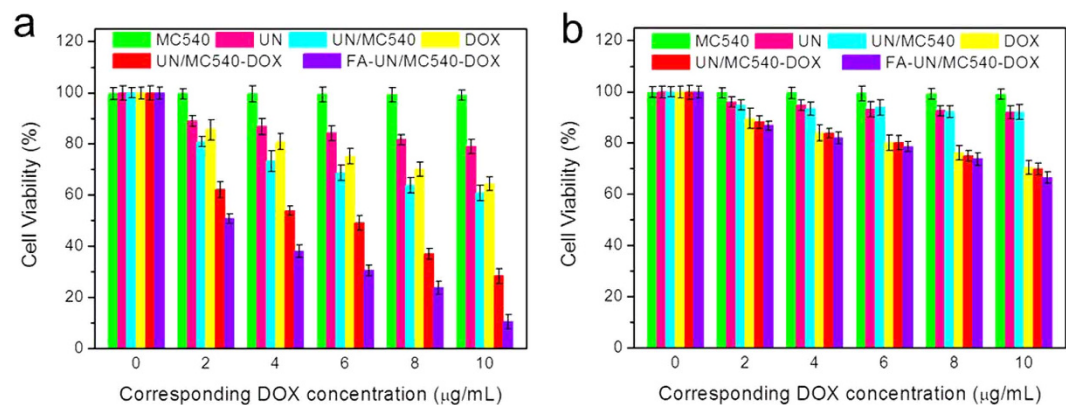 a
120
100
80
60
40
20
0
Cell Viability (%)
MC540 UN UN/MC540 DOX
UN/MC540-DOX FA-UN/MC540-DOX
0 2 4 6 8 10
Corresponding DOX concentration (μg/mL)
b
120
100
80
60
40
20
0
Cell Viability (%)
MC540 UN UN/MC540 DOX
UN/MC540-DOX FA-UN/MC540-DOX
0 2 4 6 8 10
Corresponding DOX concentration (μg/mL)